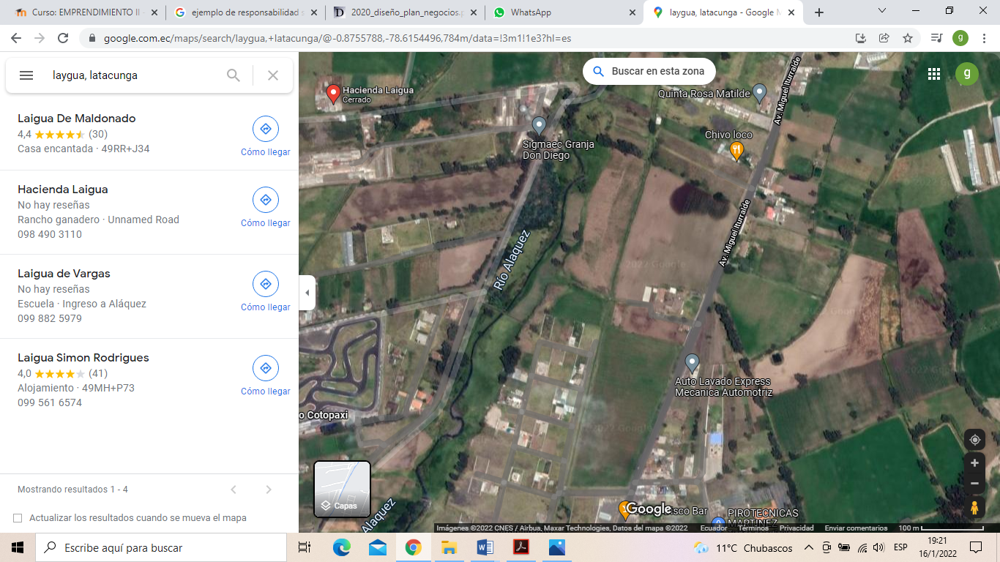 Curso: EMPRENDIMIENTO II -
ejemplo de responsabilidad s
2020_diseño_plan_negocios.p
WhatsApp
laygua, latacunga - Google M
google.com.ec/maps/search/laygua,+latacunga/@-0.8755788,-78.6154496,784m/data=!3m1!1e3?hl=es
g
laygua, latacunga
Laigua De Maldonado
4,4 (30)
Casa encantada · 49RR+J34
Cómo llegar
Hacienda Laigua
No hay reseñas
Rancho ganadero · Unnamed Road
098 490 3110
Cómo llegar
Laigua de Vargas
No hay reseñas
Escuela · Ingreso a Aláquez
099 882 5979
Cómo llegar
Laigua Simon Rodrigues
4,0 (41)
Alojamiento · 49MH+P73
099 561 6574
Cómo llegar
Mostrando resultados 1 - 4
Actualizar los resultados cuando se mueva el mapa
Buscar en esta zona
g
Hacienda Laigua
Cerrado
Quinta Rosa Matilde
Av. Miguel Iturralde
Chivo loco
Sigmaec Granja
Don Diego
Av. Miguel Iturralde
Río Alaquez
Auto Lavado Express
Mecanica Automotriz
o Cotopaxi
Capas
Alaquez
Google
sco Bar
PIROTECNICAS
MARTINEZ
Imágenes ©2022 CNES / Airbus, Maxar Technologies, Datos del mapa ©2022
Ecuador
Términos
Privacidad
Enviar comentarios
100 m
Escribe aquí para buscar
11°C Chubascos
ESP
19:21
16/1/2022